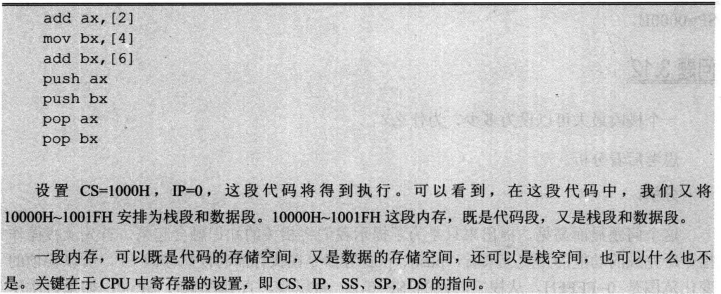 add ax,[2]
mov bx,[4]
add bx,[6]
push ax
push bx
pop ax
pop bx
设置 CS=1000H，IP=0，这段代码将得到执行。可以看到，在这段代码中，我们又将
10000H~1001FH 安排为栈段和数据段。10000H~1001FH 这段内存，既是代码段，又是栈段和数据段。
一段内存，可以既是代码的存储空间，又是数据的存储空间，还可以是栈空间，也可以什么也不
是。关键在于 CPU 中寄存器的设置，即 CS、IP，SS、SP，DS 的指向。